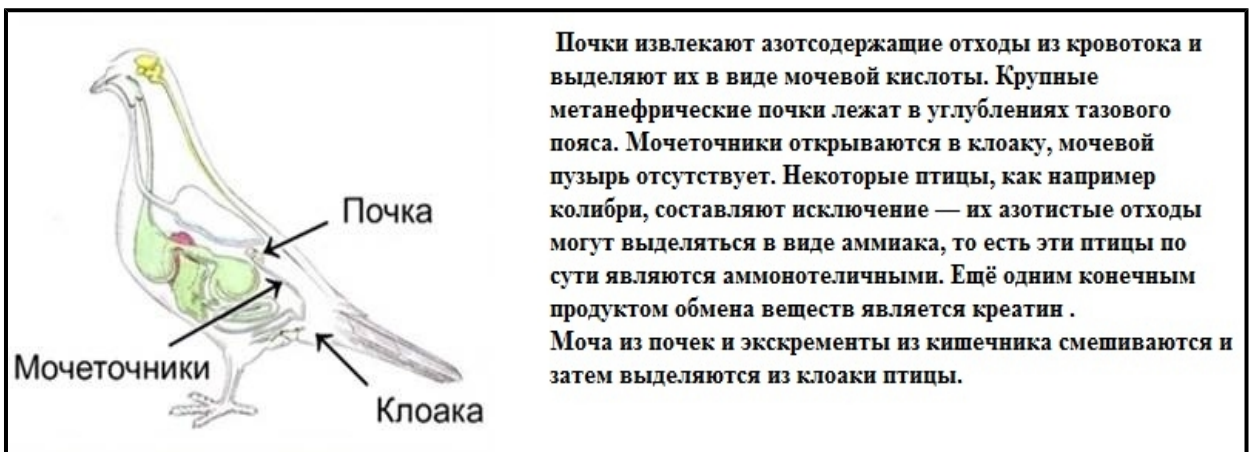 Почки извлекают азотсодержащие отходы из кровотока и
выделяют их в виде мочевой кислоты. Крупные
метанефрические почки лежат в углублениях тазового
пояса. Мочеточники открываются в клоаку, мочевой
пузырь отсутствует. Некоторые птицы, как например
колибри, составляют исключение — их азотистые отходы
могут выделяться в виде аммиака, то есть эти птицы по
сути являются аммонотеличными. Ещё одним конечным
продуктом обмена веществ является креатин .
Моча из почек и экскременты из кишечника смешиваются и
затем выделяются из клоаки птицы.
Почка
Мочеточники
Клоака